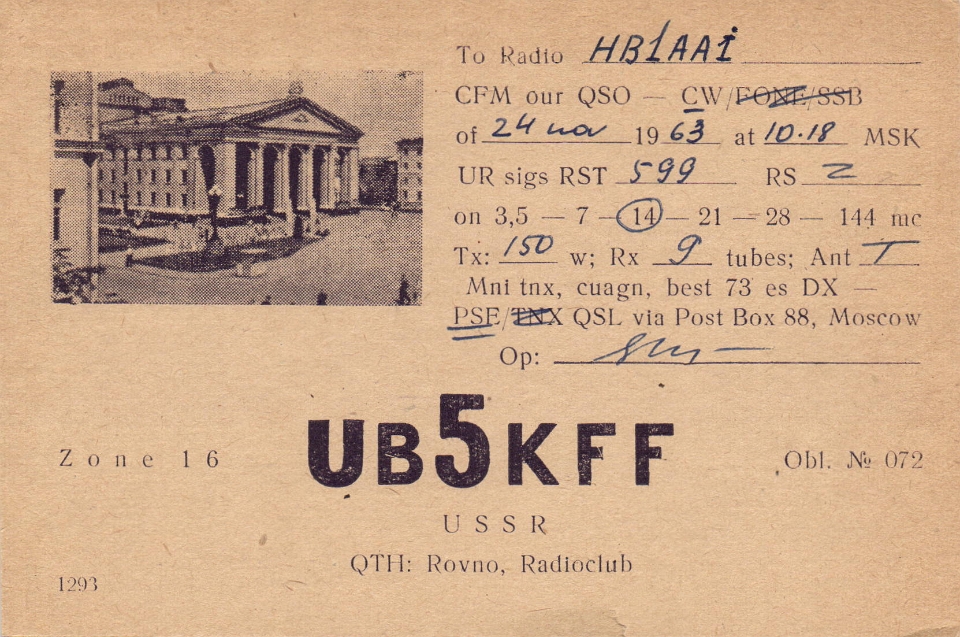 To Radio HB1AAI
CFM our QSO — CW/FONE/SSB
of 24 nov 1963 at 10.18 MSK
UR sigs RST 599 RS Z
on 3,5 — 7 — 14 — 21 — 28 — 144 mc
Tx: 150 w; Rx 9 tubes; Ant T
Mni tnx, cuagn, best 73 es DX —
PSE/TNX QSL via Post Box 88, Moscow
Op:
UB5KFF
Zone 16
Obl. № 072
USSR
QTH: Rovno, Radioclub
1293